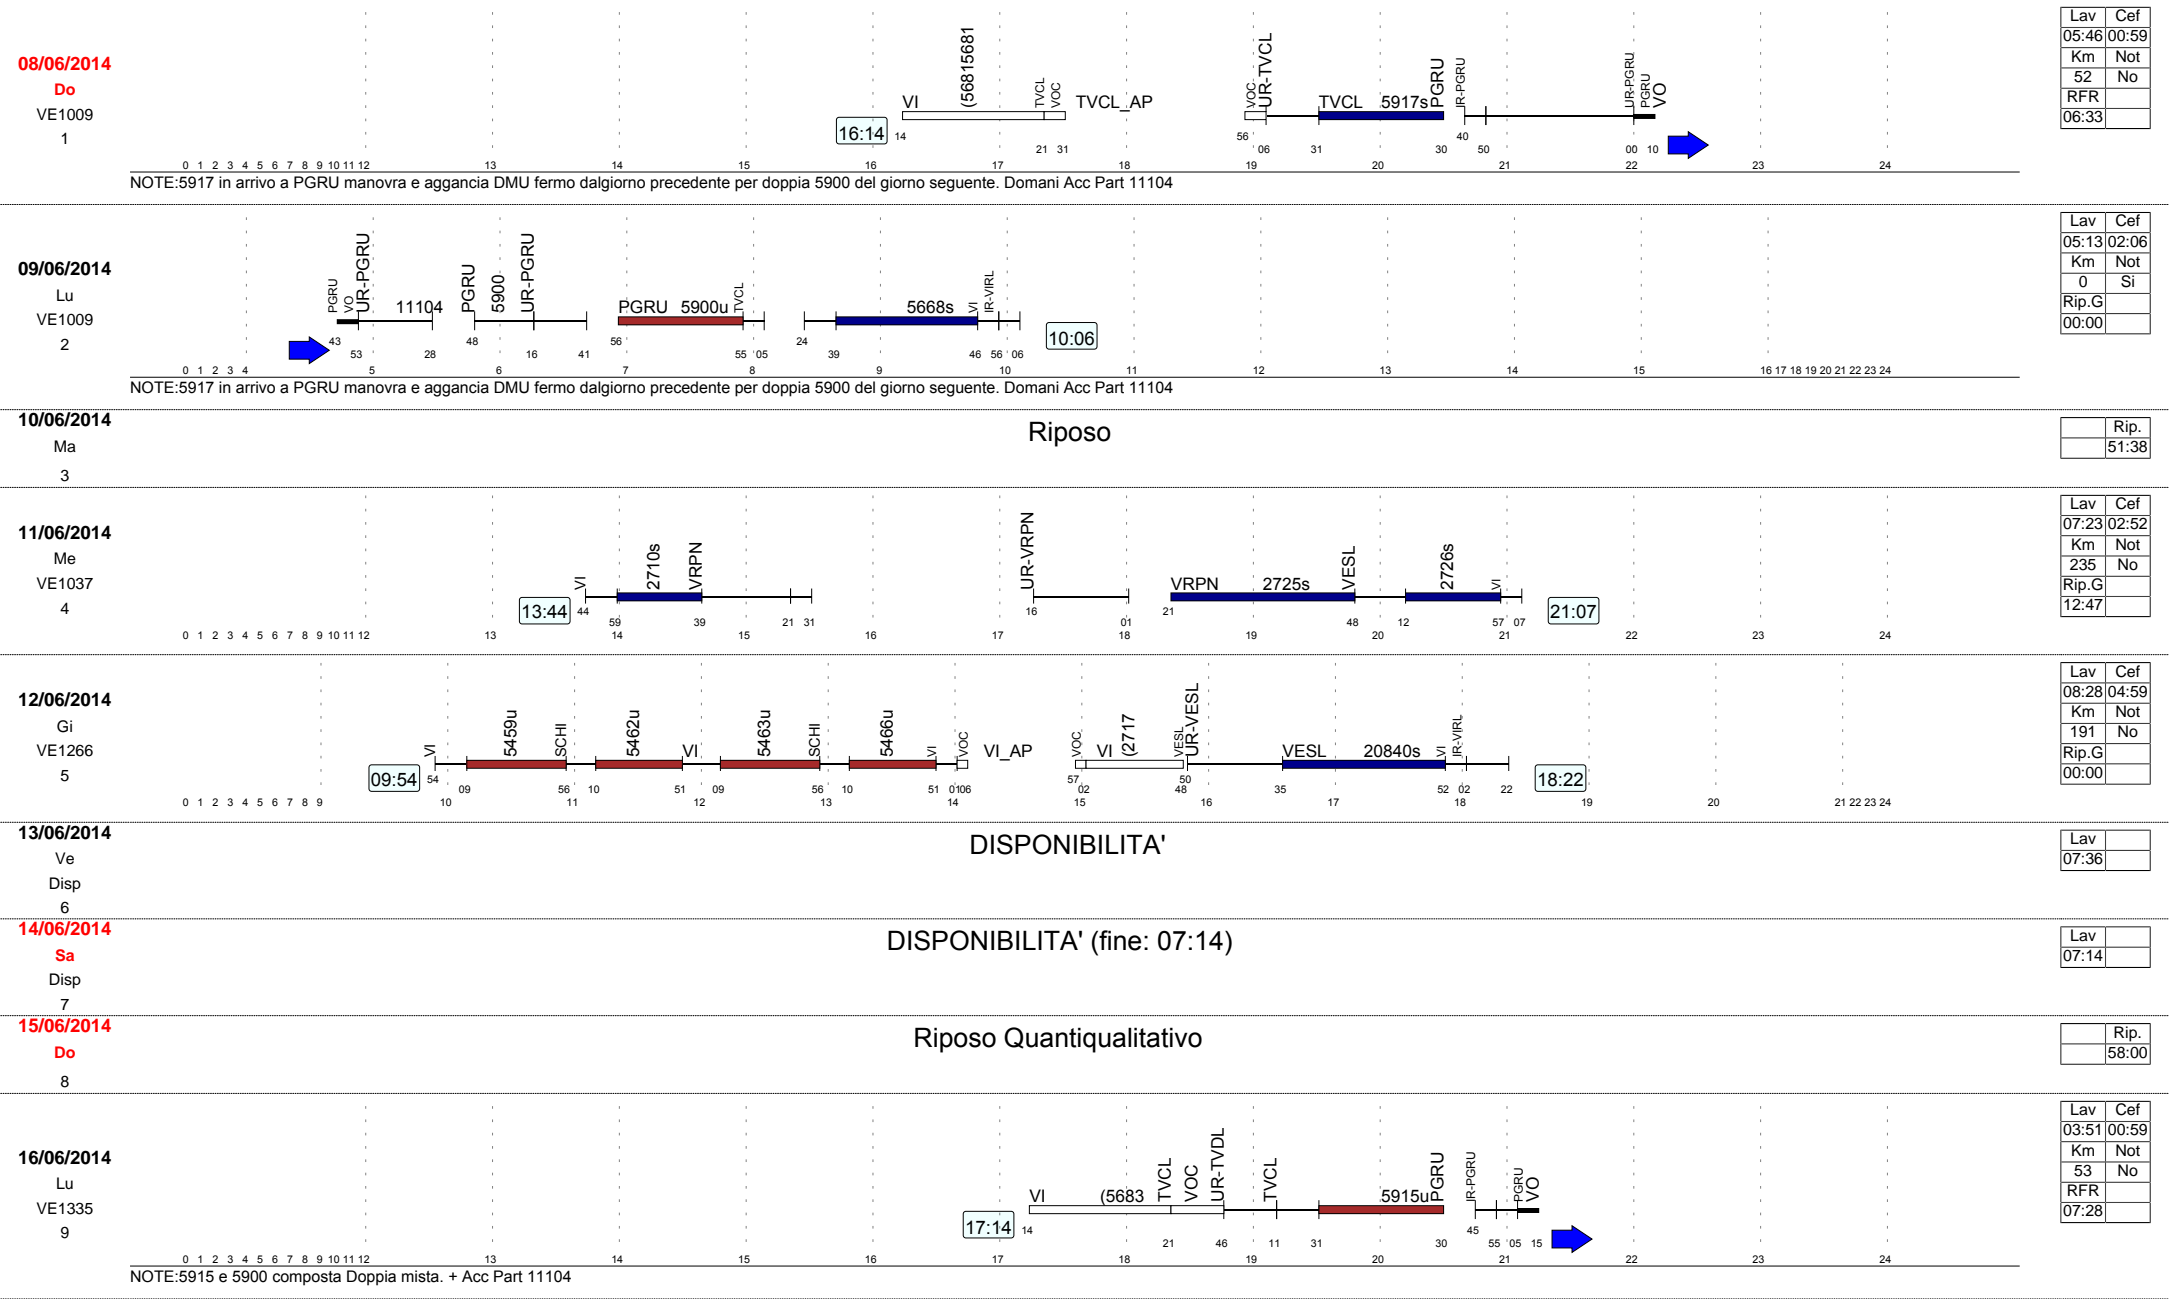 08/06/2014
Do
VE1009
1
16:14
VI (56815681 TVCL VOC TVCL_AP VOC UR-TVCL TVCL 5917s PGRU IR-PGRU UR-PGRU PGRU VO
14 21 31 56 06 31 30 40 50 00 10
0 1 2 3 4 5 6 7 8 9 10 11 12 13 14 15 16 17 18 19 20 21 22 23 24
NOTE:5917 in arrivo a PGRU manovra e aggancia DMU fermo dalgiorno precedente per doppia 5900 del giorno seguente. Domani Acc Part 11104
Lav Cef
05:46 00:59
Km Not
52 No
RFR
06:33
09/06/2014
Lu
VE1009
2
PGRU VO UR-PGRU 11104 PGRU 5900 UR-PGRU PGRU 5900u TVCL 5668s VI IR-VIRL
43 53 28 48 16 41 56 55 05 24 39 46 56 06
10:06
0 1 2 3 4 5 6 7 8 9 10 11 12 13 14 15 16 17 18 19 20 21 22 23 24
NOTE:5917 in arrivo a PGRU manovra e aggancia DMU fermo dalgiorno precedente per doppia 5900 del giorno seguente. Domani Acc Part 11104
Lav Cef
05:13 02:06
Km Not
0 Si
Rip.G
00:00
10/06/2014
Ma
3
Riposo
Rip.
51:38
11/06/2014
Me
VE1037
4
13:44
VI 2710s VRPN UR-VRPN VRPN 2725s VESL 2726s VI
44 59 39 21 31 16 01 21 48 12 57 07
21:07
0 1 2 3 4 5 6 7 8 9 10 11 12 13 14 15 16 17 18 19 20 21 22 23 24
Lav Cef
07:23 02:52
Km Not
235 No
Rip.G
12:47
12/06/2014
Gi
VE1266
5
09:54
VI 5459u SCHI 5462u VI 5463u SCHI 5466u VI VOC VI_AP VOC VI (2717 VESL UR-VESL VESL 20840s VI IR-VIRL
54 09 56 10 51 09 56 10 51 01 06 57 02 48 50 35 52 02 22
18:22
0 1 2 3 4 5 6 7 8 9 10 11 12 13 14 15 16 17 18 19 20 21 22 23 24
Lav Cef
08:28 04:59
Km Not
191 No
Rip.G
00:00
13/06/2014
Ve
Disp
6
DISPONIBILITA'
Lav
07:36
14/06/2014
Sa
Disp
7
DISPONIBILITA' (fine: 07:14)
Lav
07:14
15/06/2014
Do
8
Riposo Quantiqualitativo
Rip.
58:00
16/06/2014
Lu
VE1335
9
17:14
VI (5683 TVCL VOC UR-TVDL TVCL 5915u PGRU IR-PGRU PGRU VO
14 21 46 11 31 30 45 55 05 15
0 1 2 3 4 5 6 7 8 9 10 11 12 13 14 15 16 17 18 19 20 21 22 23 24
NOTE:5915 e 5900 composta Doppia mista. + Acc Part 11104
Lav Cef
03:51 00:59
Km Not
53 No
RFR
07:28